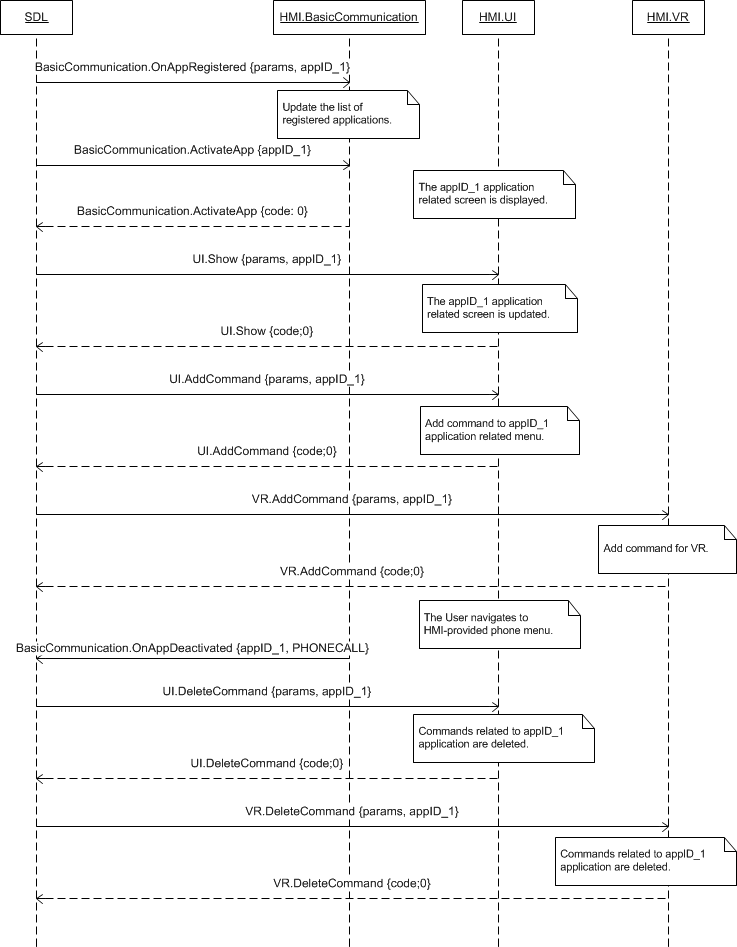 SDL
HMI.BasicCommunication
HMI.UI
HMI.VR
BasicCommunication.OnAppRegistered {params, appID_1}
Update the list of
registered applications.
BasicCommunication.ActivateApp {appID_1}
The appID_1 application
related screen is displayed.
BasicCommunication.ActivateApp {code: 0}
UI.Show {params, appID_1}
The appID_1 application
related screen is updated.
UI.Show {code;0}
UI.AddCommand {params, appID_1}
Add command to appID_1
application related menu.
UI.AddCommand {code;0}
VR.AddCommand {params, appID_1}
Add command for VR.
VR.AddCommand {code;0}
The User navigates to
HMI-provided phone menu.
BasicCommunication.OnAppDeactivated {appID_1, PHONECALL}
UI.DeleteCommand {params, appID_1}
Commands related to appID_1
application are deleted.
UI.DeleteCommand {code;0}
VR.DeleteCommand {params, appID_1}
Commands related to appID_1
application are deleted.
VR.DeleteCommand {code;0}